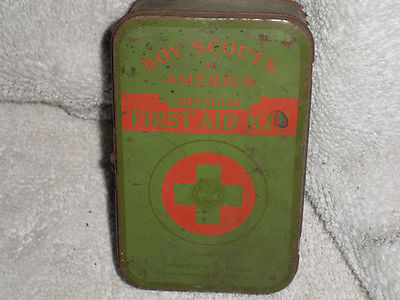 BOY SCOUTS
OF
AMERICA
OFFICIAL
FIRST AID KIT